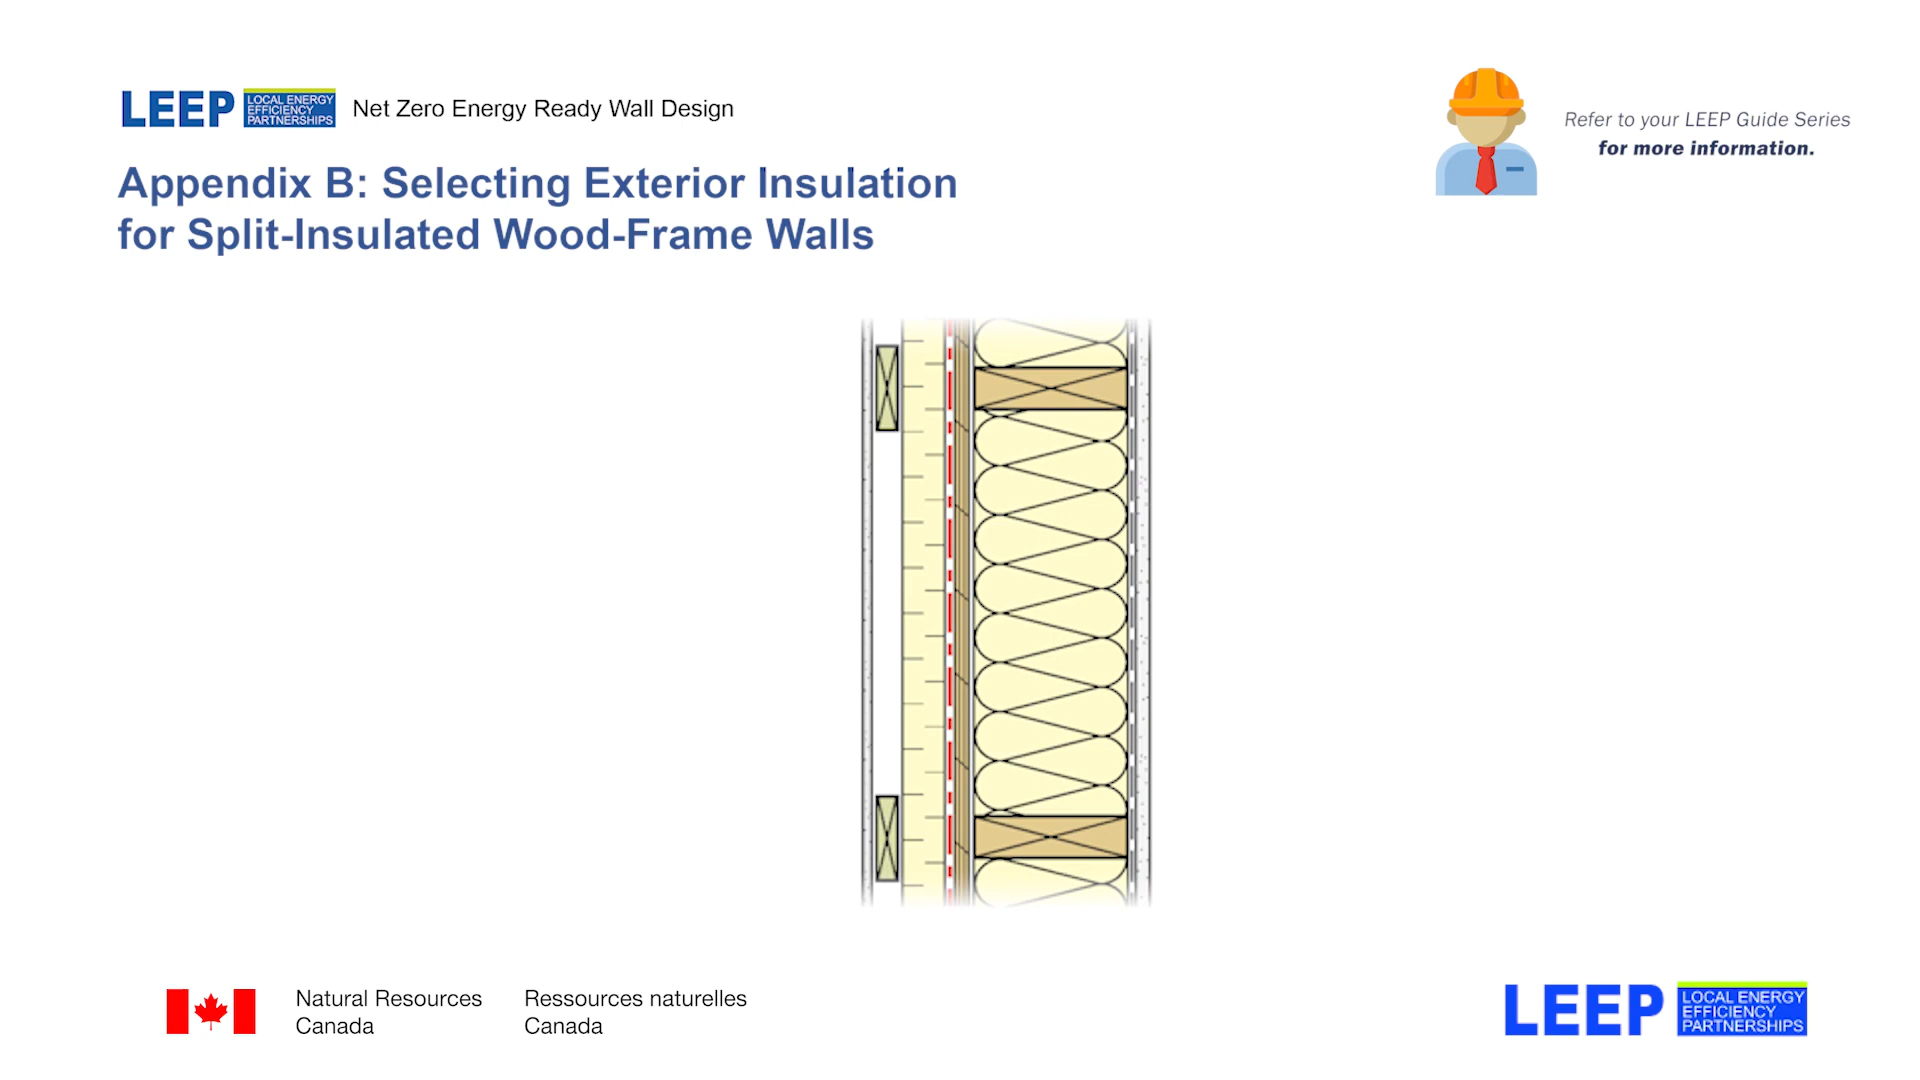 LEEP LOCAL ENERGY
EFFICIENCY
PARTNERSHIPS
Net Zero Energy Ready Wall Design
Refer to your LEEP Guide Series
for more information.
Appendix B: Selecting Exterior Insulation
for Split-Insulated Wood-Frame Walls
Natural Resources
Canada
Ressources naturelles
Canada
LEEP LOCAL ENERGY
EFFICIENCY
PARTNERSHIPS